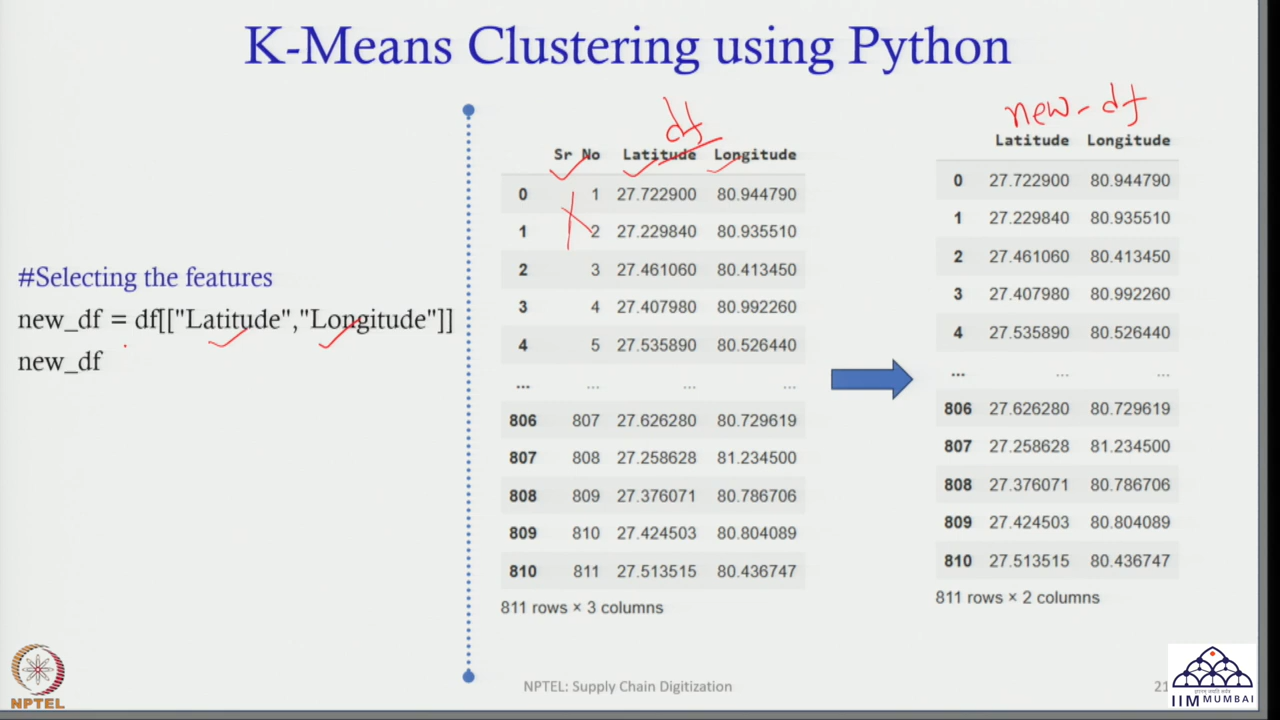 K-Means Clustering using Python
#Selecting the features
new_df = df[["Latitude","Longitude"]]
new_df
df
Sr No Latitude Longitude
0 1 27.722900 80.944790
1 2 27.229840 80.935510
2 3 27.461060 80.413450
3 4 27.407980 80.992260
4 5 27.535890 80.526440
... ... ... ...
806 807 27.626280 80.729619
807 808 27.258628 81.234500
808 809 27.376071 80.786706
809 810 27.424503 80.804089
810 811 27.513515 80.436747
811 rows × 3 columns
new_df
Latitude Longitude
0 27.722900 80.944790
1 27.229840 80.935510
2 27.461060 80.413450
3 27.407980 80.992260
4 27.535890 80.526440
... ... ...
806 27.626280 80.729619
807 27.258628 81.234500
808 27.376071 80.786706
809 27.424503 80.804089
810 27.513515 80.436747
811 rows × 2 columns
NPTEL
NPTEL: Supply Chain Digitization
IIM MUMBAI